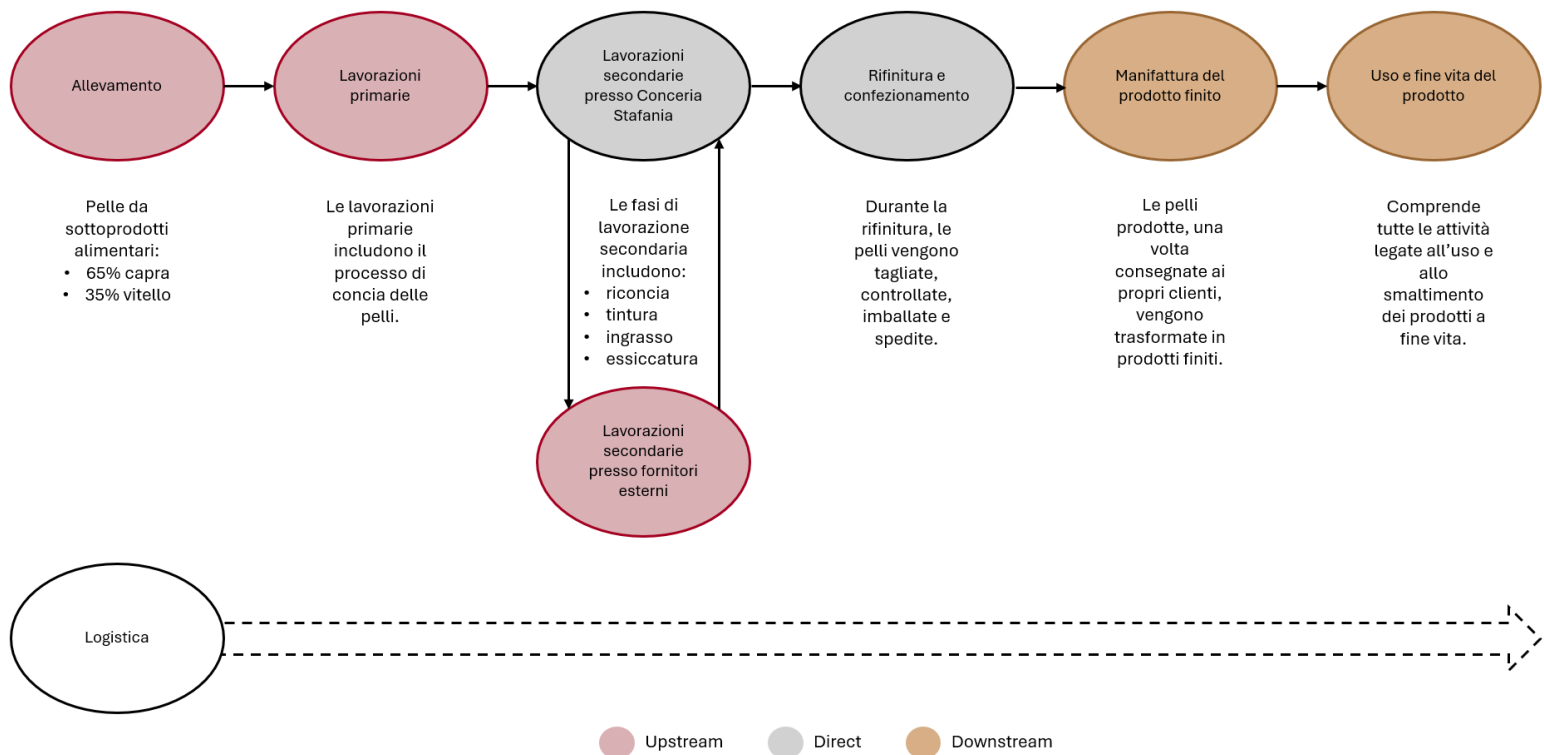 Allevamento
Lavorazioni
primarie
Lavorazioni
secondarie
presso Conceria
Stafania
Rifinitura e
confezionamento
Manifattura del
prodotto finito
Uso e fine vita del
prodotto
Pelle da
sottoprodotti
alimentari:
• 65% capra
• 35% vitello
Le lavorazioni
primarie
includono il
processo di
concia delle
pelli.
Le fasi di
lavorazione
secondaria
includono:
• riconcia
• tintura
• ingrasso
• essiccatura
Durante la
rifinitura, le
pelli vengono
tagliate,
controllate,
imballate e
spedite.
Le pelli
prodotte, una
volta
consegnate ai
propri clienti,
vengono
trasformate in
prodotti finiti.
Comprende
tutte le attività
legate all’uso e
allo
smaltimento
dei prodotti a
fine vita.
Lavorazioni
secondarie
presso fornitori
esterni
Logistica
Upstream
Direct
Downstream